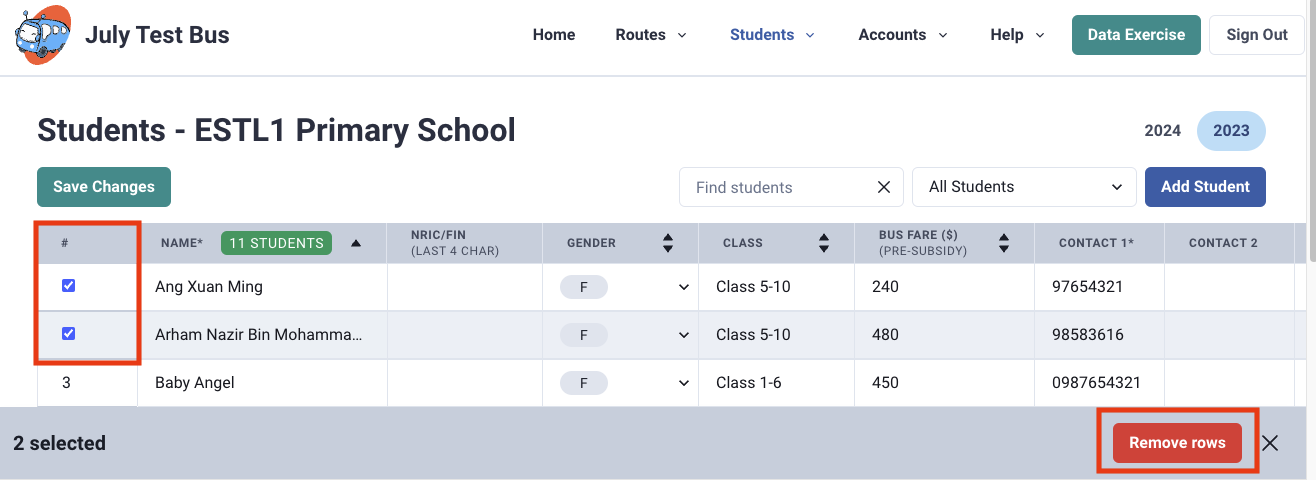 July Test Bus
Home Routes Students Accounts Help Data Exercise Sign Out
Students - ESTL1 Primary School
2024 2023
Save Changes Find students All Students Add Student
# NAME* 11 STUDENTS NRIC/FIN (LAST 4 CHAR) GENDER CLASS BUS FARE ($) (PRE-SUBSIDY) CONTACT 1* CONTACT 2
Ang Xuan Ming F Class 5-10 240 97654321
Arham Nazir Bin Mohamma... F Class 5-10 480 98583616
3 Baby Angel F Class 1-6 450 0987654321
2 selected Remove rows